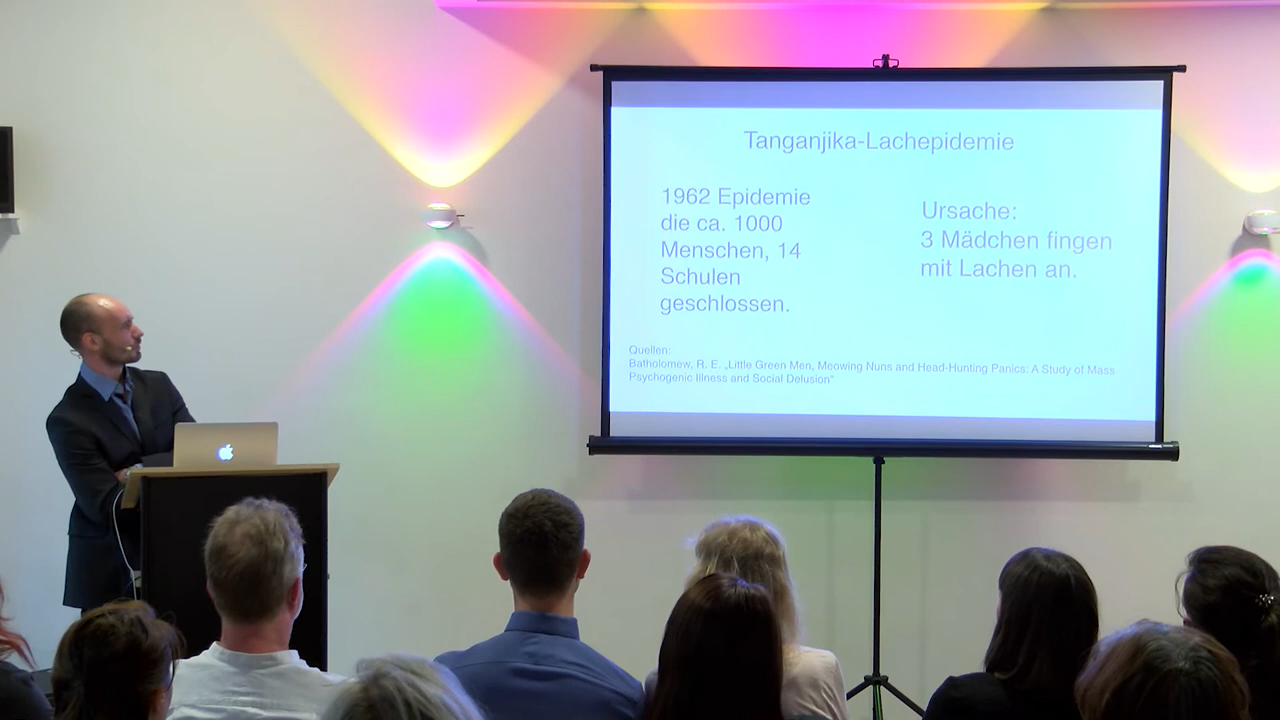 Tanganjika-Lachepidemie
1962 Epidemie
die ca. 1000
Menschen, 14
Schulen
geschlossen.
Ursache:
3 Mädchen fingen
mit Lachen an.
Quellen:
Batholomew, R. E. „Little Green Men, Meowing Nuns and Head-Hunting Panics: A Study of Mass
Psychogenic Illness and Social Delusion“